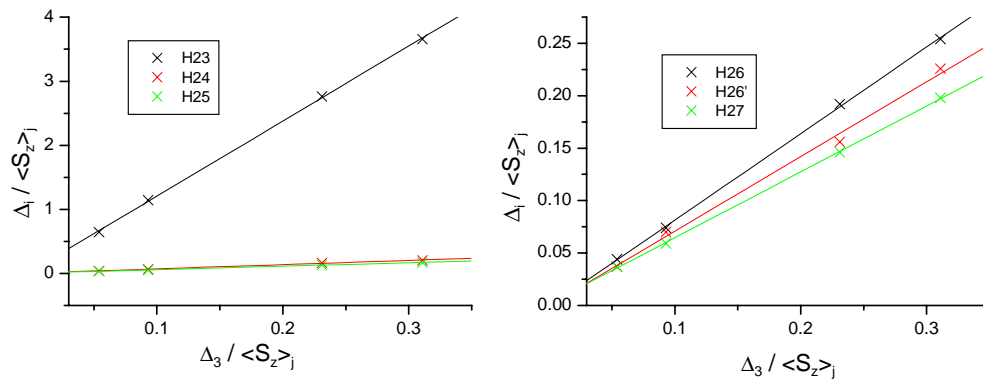 4
3
2
1
0
0.1
0.2
0.3
Δi / <Sz>j
Δ3 / <Sz>j
H23
H24
H25
0.25
0.20
0.15
0.10
0.05
0.00
0.1
0.2
0.3
Δi / <Sz>j
Δ3 / <Sz>j
H26
H26'
H27